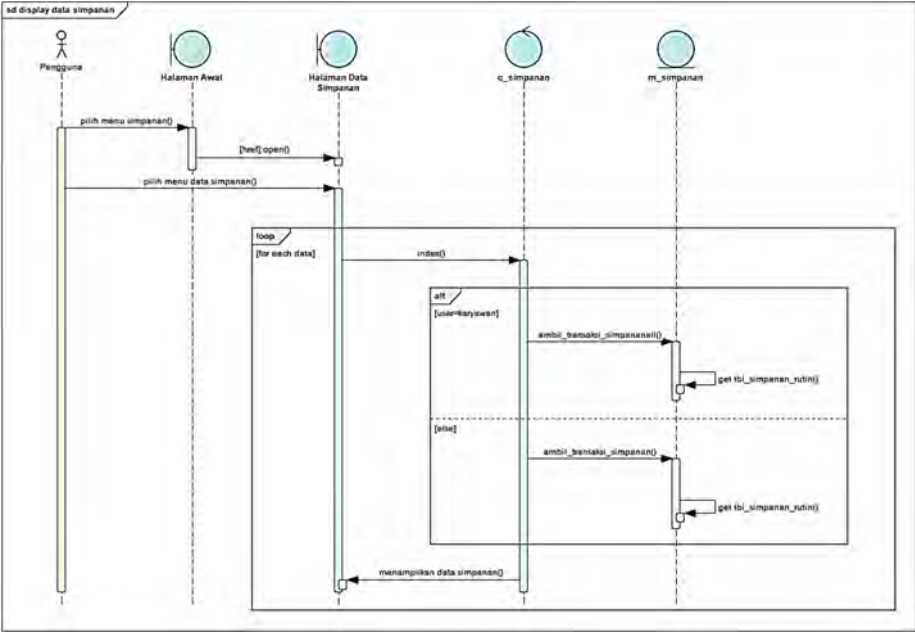 sd display data simpanan
Pengguna
Halaman Awal
Halaman Data
Simpanan
c_simpanan
m_simpanan
pilih menu simpanan()
[href]:open()
pilih menu data simpanan()
loop
[for each data]
index()
alt
[user=karyawan]
ambil_transaksi_simpananall()
get tbl_simpanan_rutin()
[else]
ambil_transaksi_simpanan()
get tbl_simpanan_rutin()
menampilkan data simpanan()